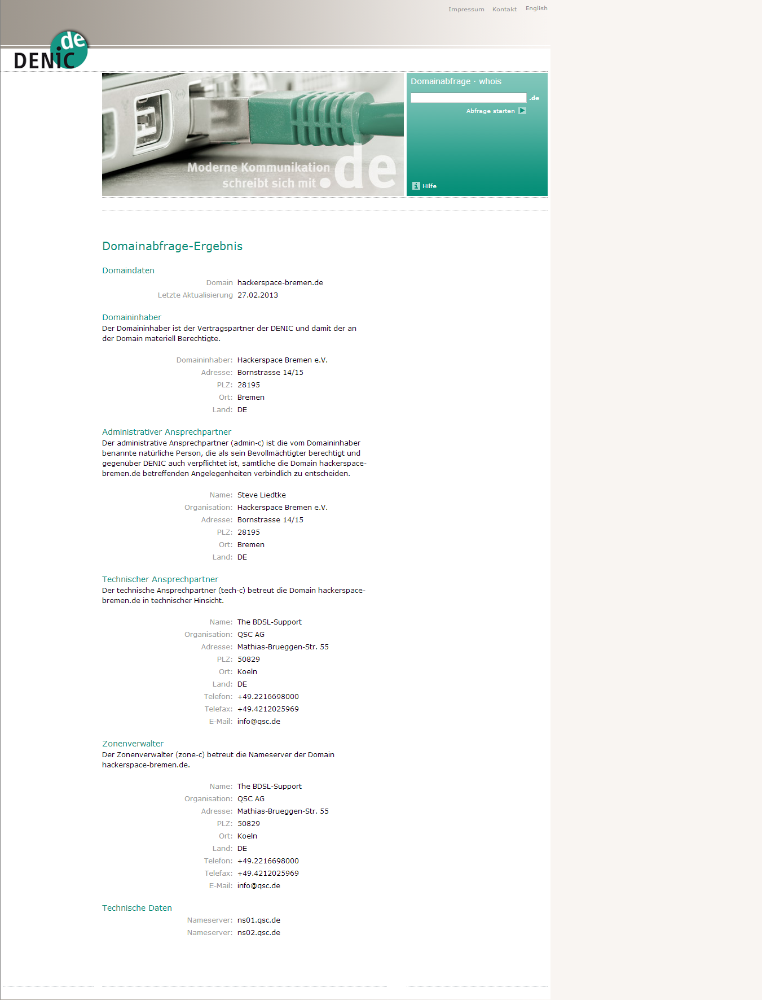 Impressum Kontakt English
de
DENiC
Domainabfrage · whois
.de
Abfrage starten
Moderne Kommunikation
schreibt sich mit .de
Hilfe
Domainabfrage-Ergebnis
Domaindaten
Domain hackerspace-bremen.de
Letzte Aktualisierung 27.02.2013
Domaininhaber
Der Domaininhaber ist der Vertragspartner der DENIC und damit der an
der Domain materiell Berechtigte.
Domaininhaber: Hackerspace Bremen e.V.
Adresse: Bornstrasse 14/15
PLZ: 28195
Ort: Bremen
Land: DE
Administrativer Ansprechpartner
Der administrative Ansprechpartner (admin-c) ist die vom Domaininhaber
benannte natürliche Person, die als sein Bevollmächtigter berechtigt und
gegenüber DENIC auch verpflichtet ist, sämtliche die Domain hackerspace-
bremen.de betreffenden Angelegenheiten verbindlich zu entscheiden.
Name: Steve Liedtke
Organisation: Hackerspace Bremen e.V.
Adresse: Bornstrasse 14/15
PLZ: 28195
Ort: Bremen
Land: DE
Technischer Ansprechpartner
Der technische Ansprechpartner (tech-c) betreut die Domain hackerspace-
bremen.de in technischer Hinsicht.
Name: The BDSL-Support
Organisation: QSC AG
Adresse: Mathias-Brueggen-Str. 55
PLZ: 50829
Ort: Koeln
Land: DE
Telefon: +49.2216698000
Telefax: +49.4212025969
E-Mail: info@qsc.de
Zonenverwalter
Der Zonenverwalter (zone-c) betreut die Nameserver der Domain
hackerspace-bremen.de.
Name: The BDSL-Support
Organisation: QSC AG
Adresse: Mathias-Brueggen-Str. 55
PLZ: 50829
Ort: Koeln
Land: DE
Telefon: +49.2216698000
Telefax: +49.4212025969
E-Mail: info@qsc.de
Technische Daten
Nameserver: ns01.qsc.de
Nameserver: ns02.qsc.de